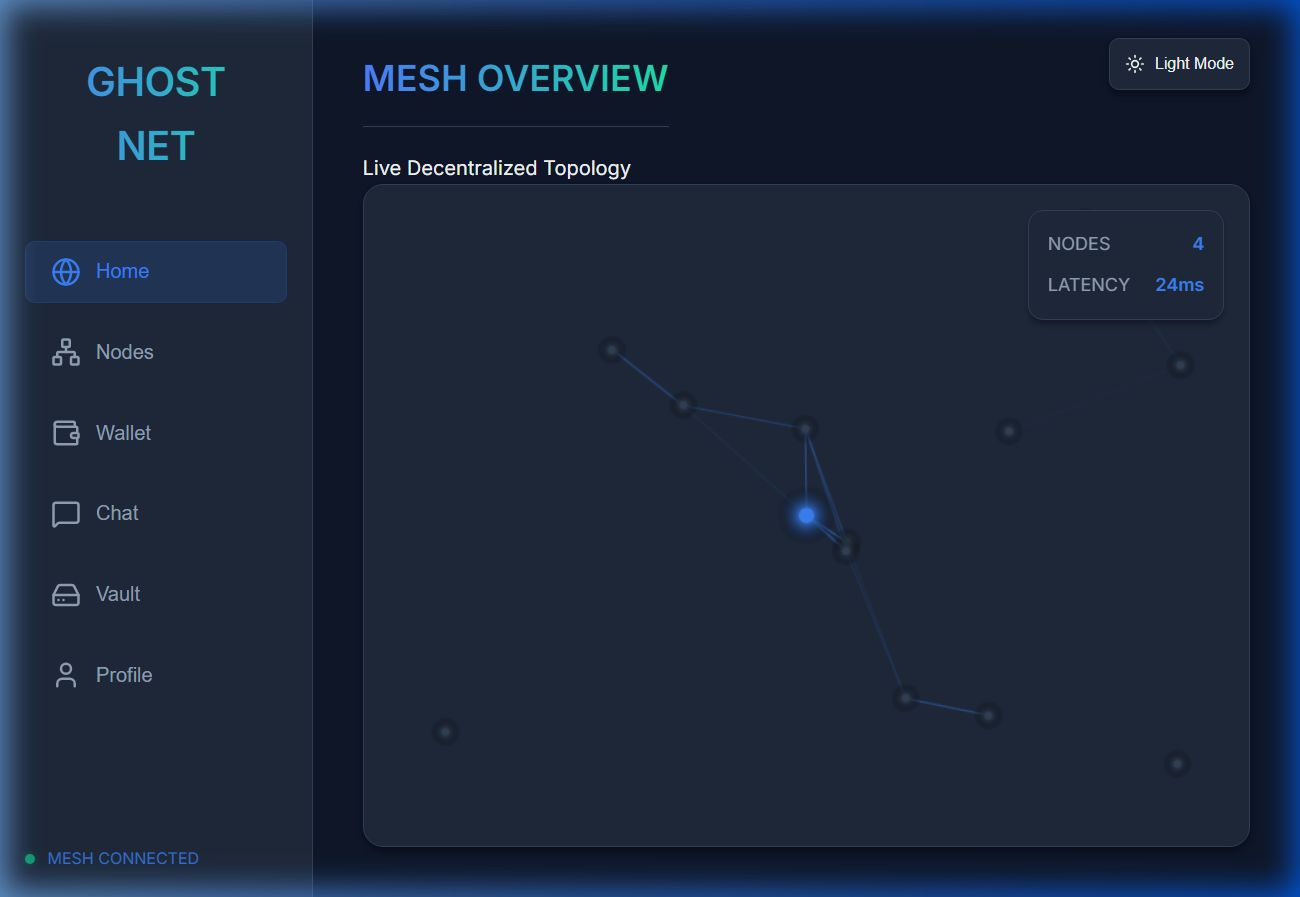 GHOST
NET
Home
Nodes
Wallet
Chat
Vault
Profile
MESH CONNECTED
MESH OVERVIEW
Light Mode
Live Decentralized Topology
NODES 4
LATENCY 24ms